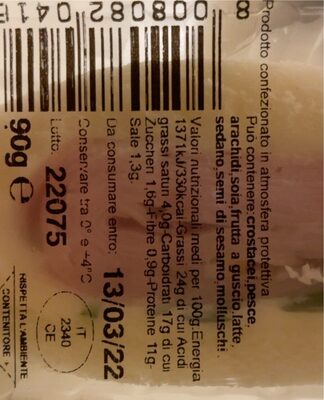 Prodotto confezionato in atmosfera protettiva
Può contenere:crostacei,pesce,
arachidi,soia,frutta a guscio,latte,
sedano,semi di sesamo,molluschi.
Valori nutrizionali medi per 100g:Energia
1371kJ/330kcal-Grassi 24g di cui Acidi
grassi saturi 4,0g-Carboidrati 17g di cui
Zuccheri 1,6g-Fibre 0,9g-Proteine 11g-
Sale 1,3g.
Da consumare entro: 13/03/22
Conservare tra 0° e +4°C
Lotto: 22075
90g e
IT
2340
CE
RISPETTA L'AMBIENTE
CONTENITORE